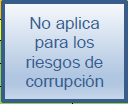 No aplica
para los
riesgos de
corrupción